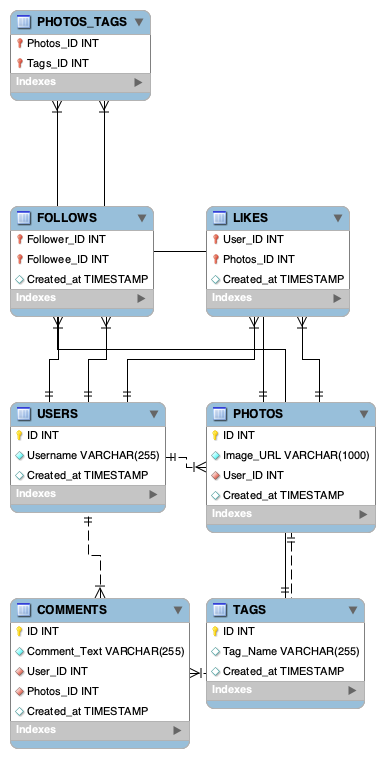 PHOTOS_TAGS
Photos_ID INT
Tags_ID INT
Indexes
FOLLOWS
Follower_ID INT
Followee_ID INT
Created_at TIMESTAMP
Indexes
LIKES
User_ID INT
Photos_ID INT
Created_at TIMESTAMP
Indexes
USERS
ID INT
Username VARCHAR(255)
Created_at TIMESTAMP
Indexes
PHOTOS
ID INT
Image_URL VARCHAR(1000)
User_ID INT
Created_at TIMESTAMP
Indexes
COMMENTS
ID INT
Comment_Text VARCHAR(255)
User_ID INT
Photos_ID INT
Created_at TIMESTAMP
Indexes
TAGS
ID INT
Tag_Name VARCHAR(255)
Created_at TIMESTAMP
Indexes